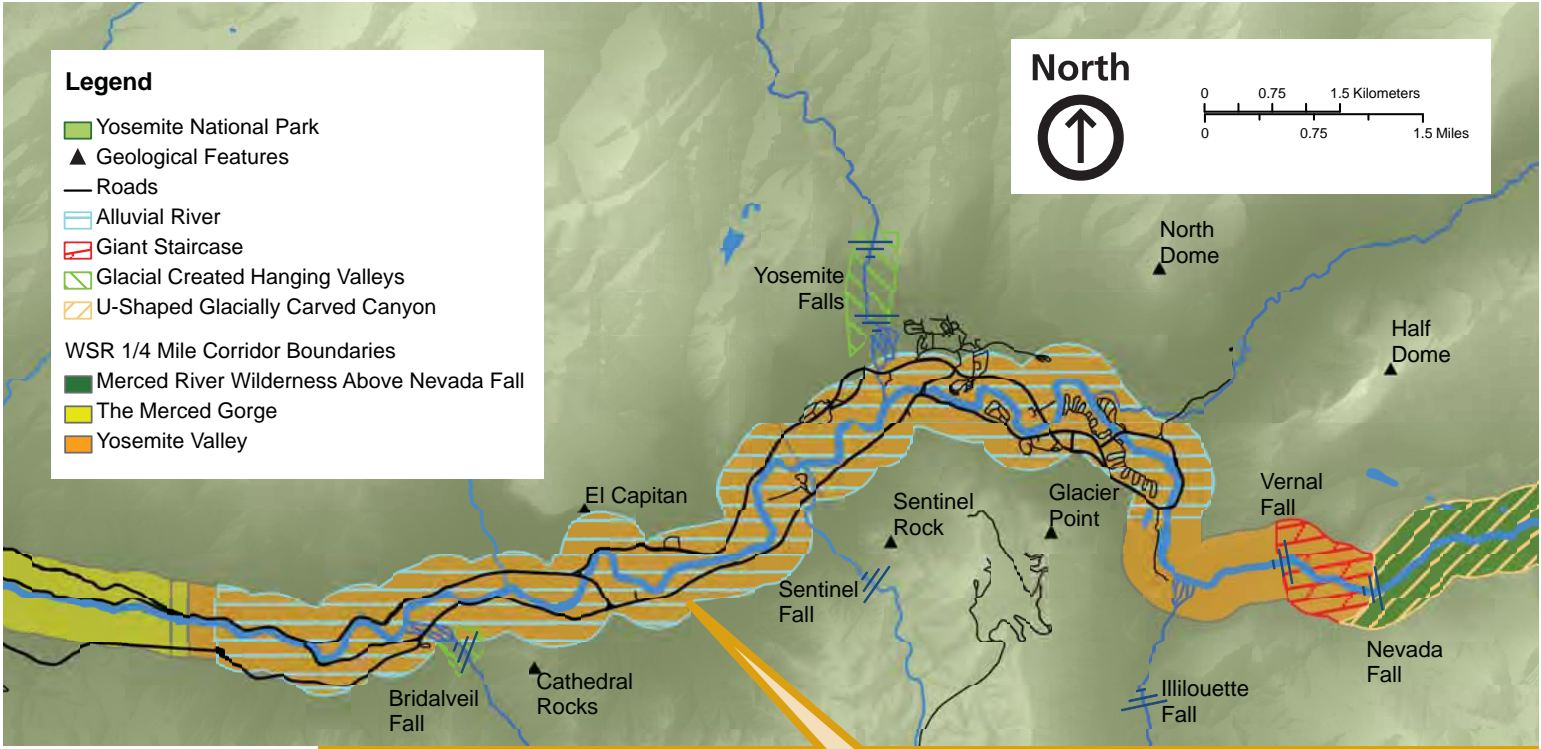 Legend
Yosemite National Park
Geological Features
Roads
Alluvial River
Giant Staircase
Glacial Created Hanging Valleys
U-Shaped Glacially Carved Canyon
WSR 1/4 Mile Corridor Boundaries
Merced River Wilderness Above Nevada Fall
The Merced Gorge
Yosemite Valley
North
0 0.75 1.5 Kilometers
0 0.75 1.5 Miles
North
Dome
Yosemite
Falls
Half
Dome
El Capitan
Sentinel
Rock
Glacier
Point
Vernal
Fall
Sentinel
Fall
Nevada
Fall
Bridalveil
Fall
Cathedral
Rocks
Illilouette
Fall